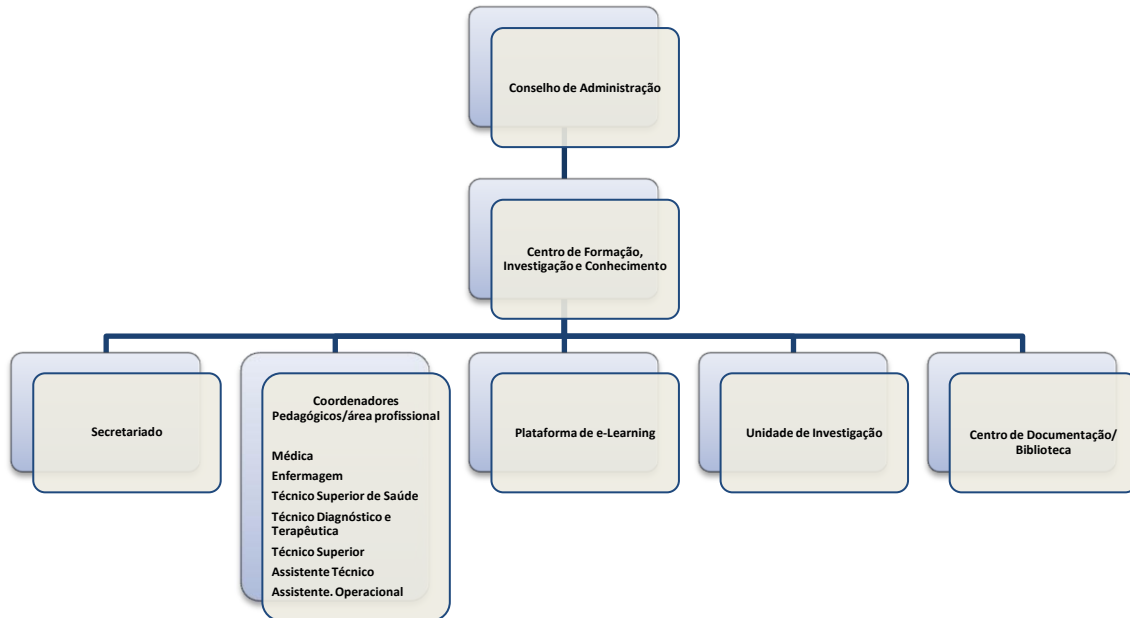 Conselho de Administração
Centro de Formação,
Investigação e Conhecimento
Secretariado
Coordenadores
Pedagógicos/área profissional
Médica
Enfermagem
Técnico Superior de Saúde
Técnico Diagnóstico e
Terapêutica
Técnico Superior
Assistente Técnico
Assistente. Operacional
Plataforma de e-Learning
Unidade de Investigação
Centro de Documentação/
Biblioteca